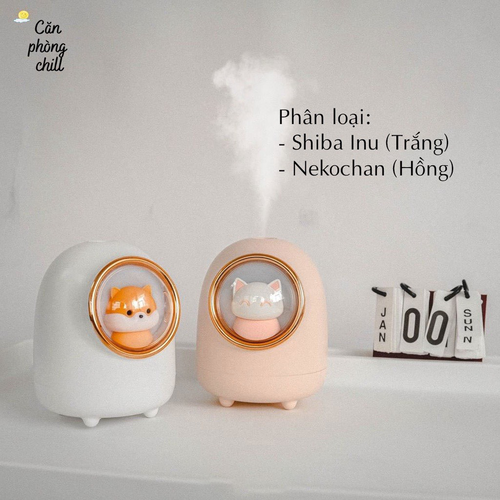 Căn
phòng
chill
Phân loại:
- Shiba Inu (Trắng)
- Nekochan (Hồng)
JAN
00
SUNN